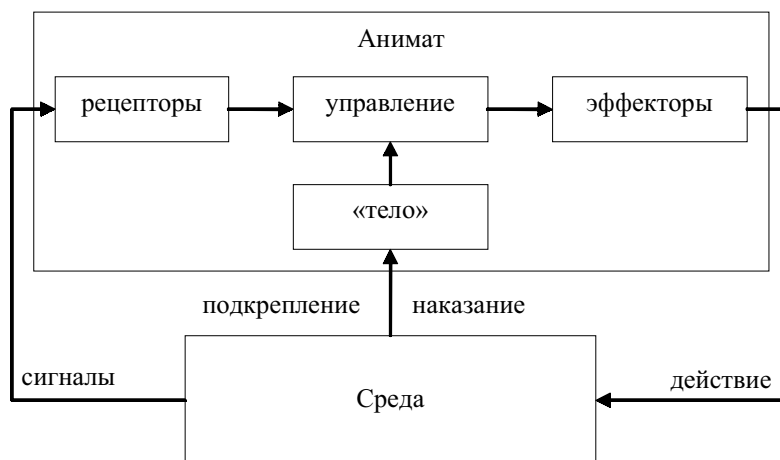 Анимат
рецепторы
управление
эффекторы
«тело»
подкрепление
наказание
сигналы
действие
Среда